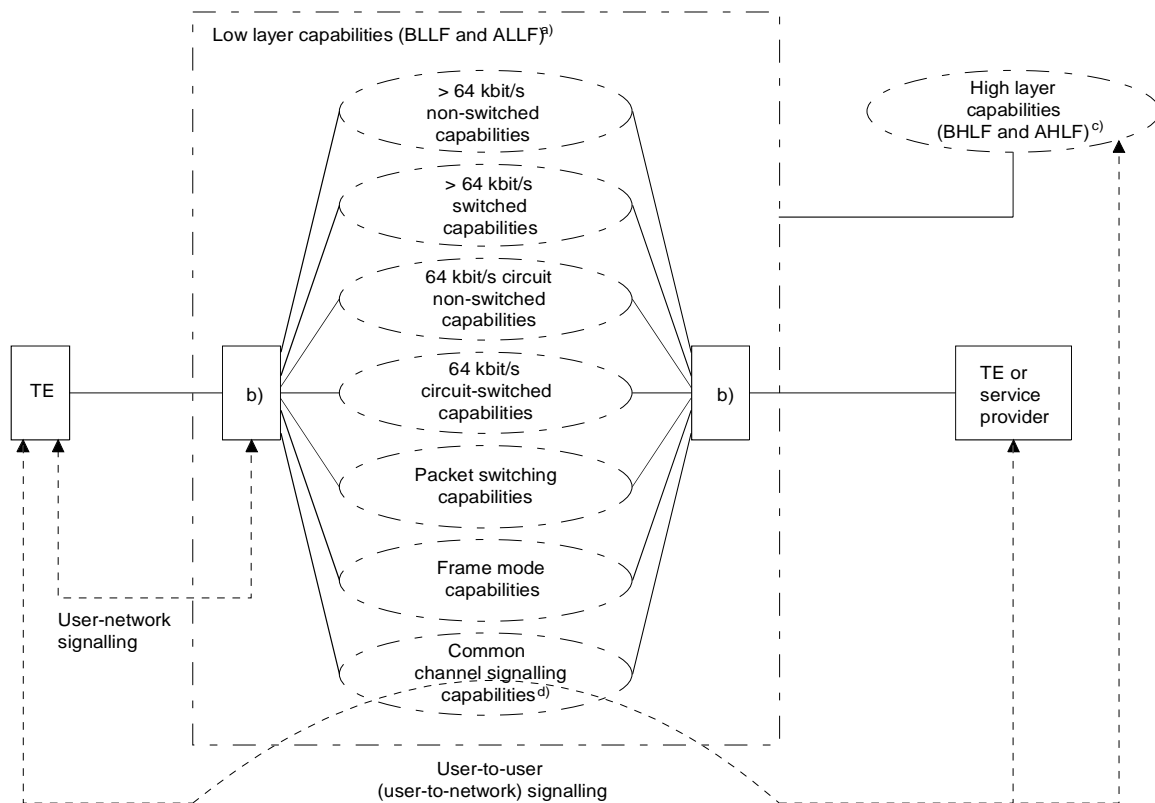 Low layer capabilities (BLLF and ALLF)a)
> 64 kbit/s
non-switched
capabilities
High layer
capabilities
(BHLF and AHLF)c)
> 64 kbit/s
switched
capabilities
64 kbit/s circuit
non-switched
capabilities
TE
b)
64 kbit/s
circuit-switched
capabilities
b)
TE or
service
provider
Packet switching
capabilities
Frame mode
capabilities
User-network
signalling
Common
channel signalling
capabilitiesd)
User-to-user
(user-to-network) signalling